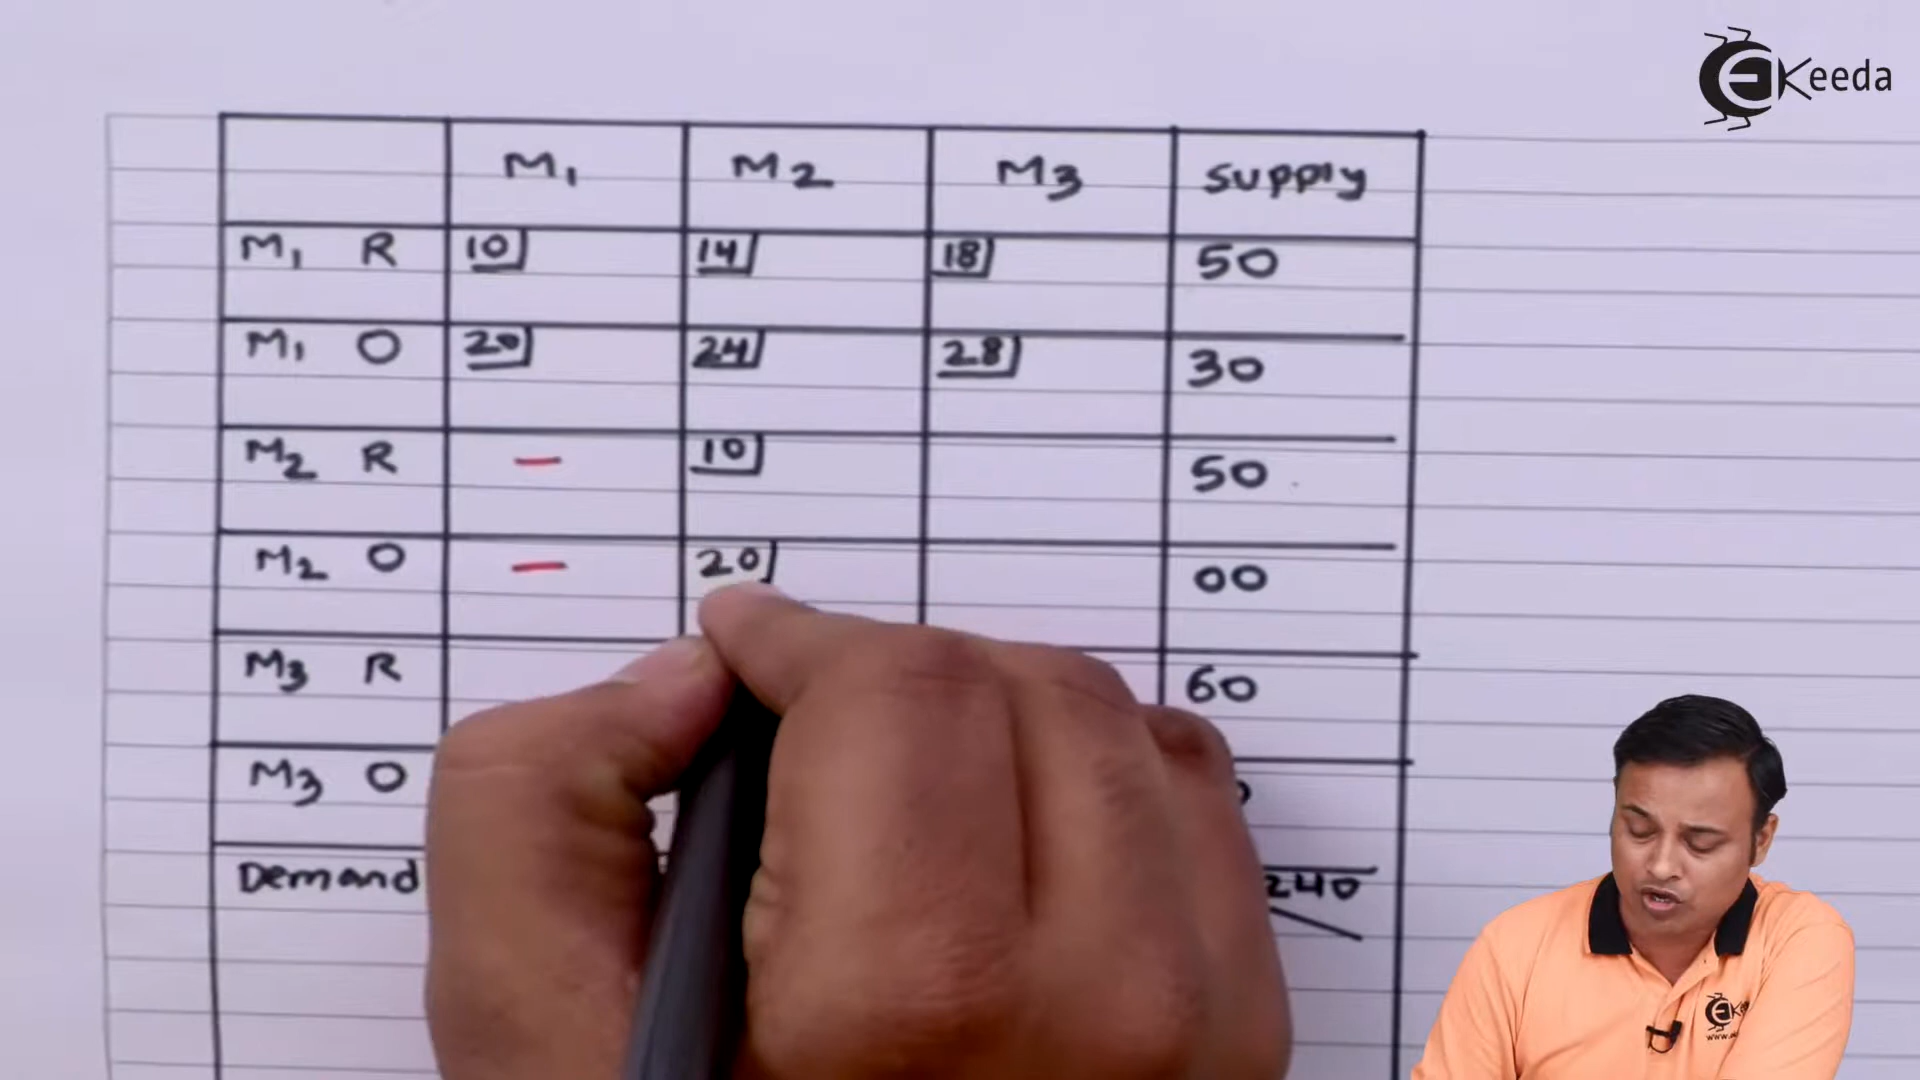 EKeeda
M1 M2 M3 Supply
M1 R 10 14 18 50
M1 O 20 24 28 30
M2 R - 10 50
M2 O - 20 00
M3 R 60
M3 O
Demand 240